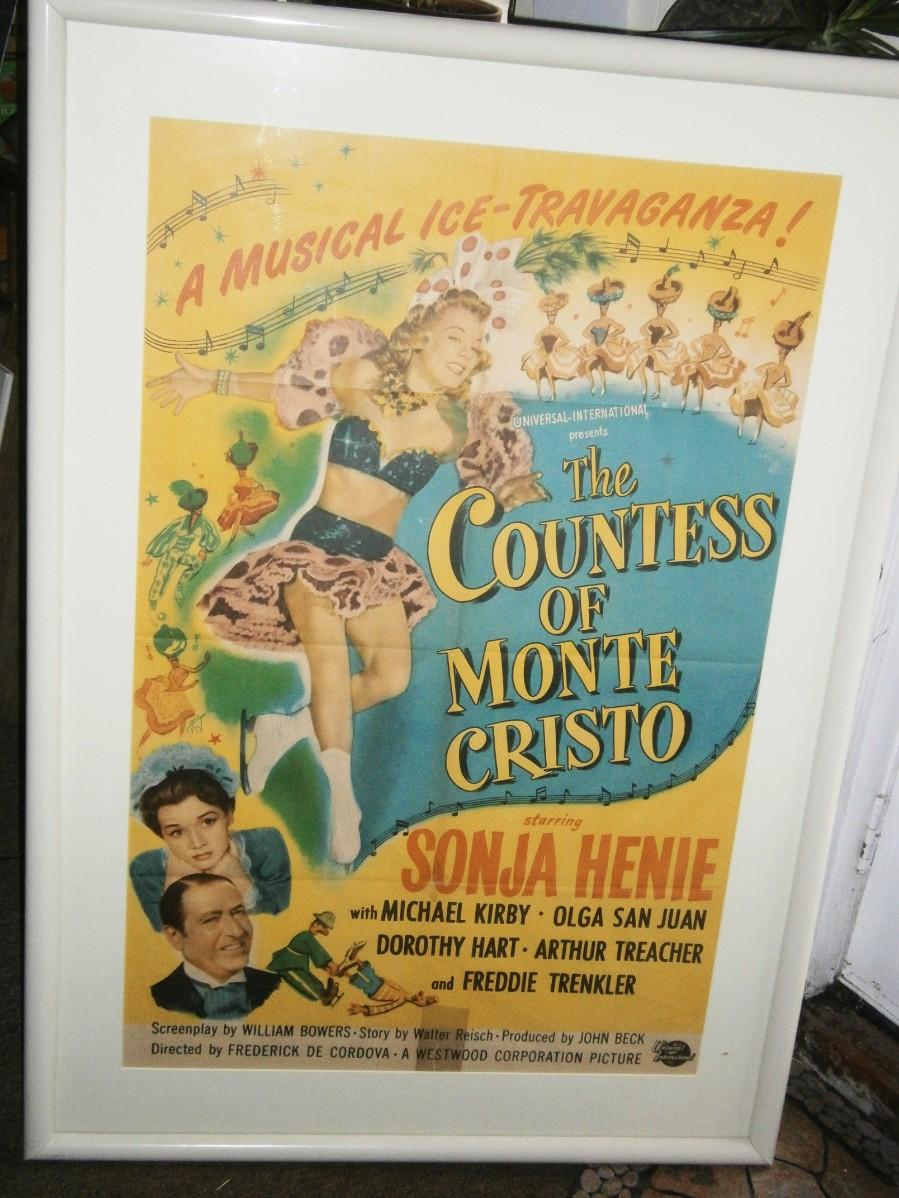 A MUSICAL ICE-TRAVAGANZA!
UNIVERSAL-INTERNATIONAL
presents
The
COUNTESS
OF
MONTE
CRISTO
starring
SONJA HENIE
with MICHAEL KIRBY · OLGA SAN JUAN
DOROTHY HART · ARTHUR TREACHER
and FREDDIE TRENKLER
Screenplay by WILLIAM BOWERS · Story by Walter Reisch · Produced by JOHN BECK
Directed by FREDERICK DE CORDOVA · A WESTWOOD CORPORATION PICTURE
Universal International